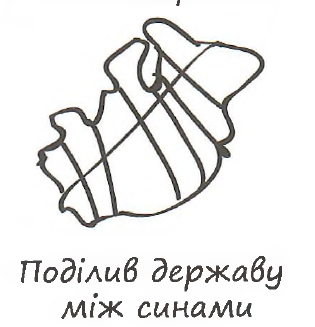 Поділив державу
між синами